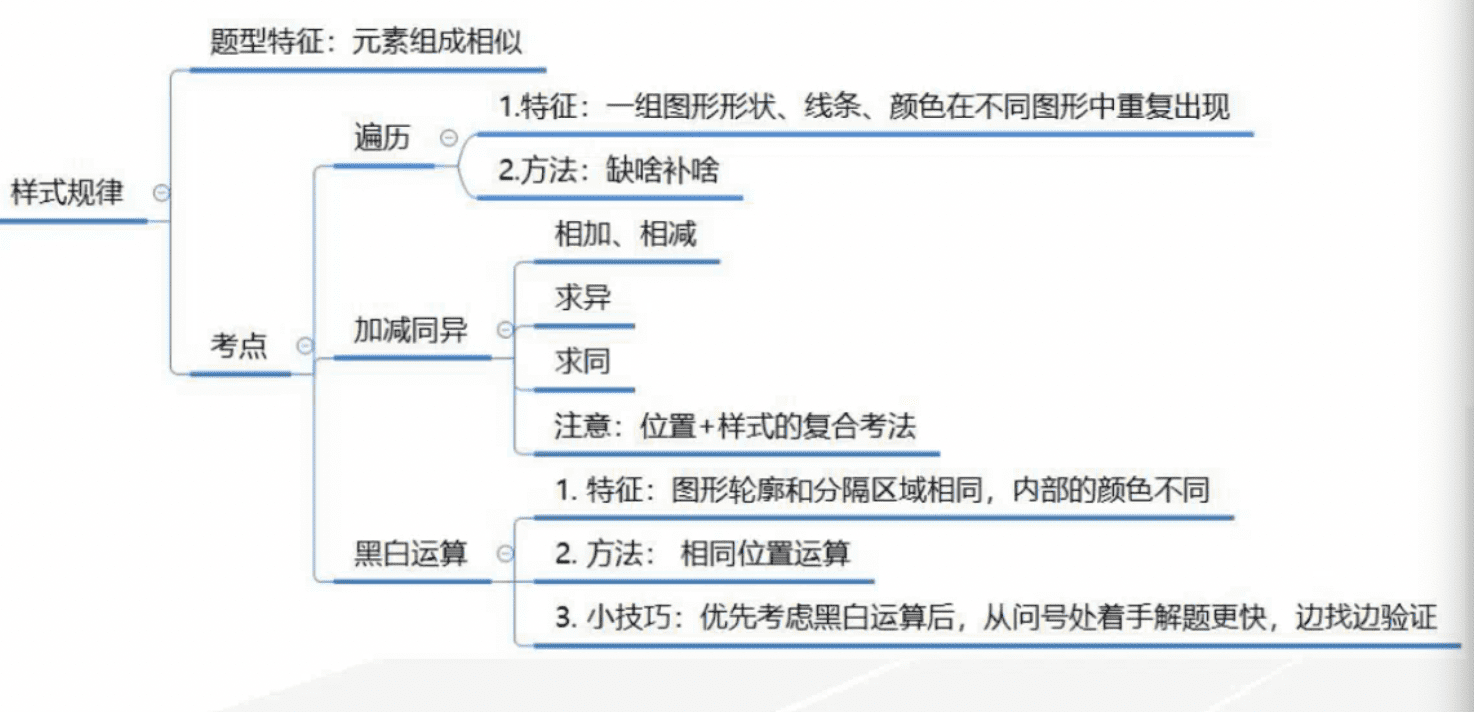 样式规律
题型特征：元素组成相似
考点
遍历
1.特征：一组图形形状、线条、颜色在不同图形中重复出现
2.方法：缺啥补啥
加减同异
相加、相减
求异
求同
注意：位置+样式的复合考法
黑白运算
1. 特征：图形轮廓和分隔区域相同，内部的颜色不同
2. 方法： 相同位置运算
3. 小技巧：优先考虑黑白运算后，从问号处着手解题更快，边找边验证